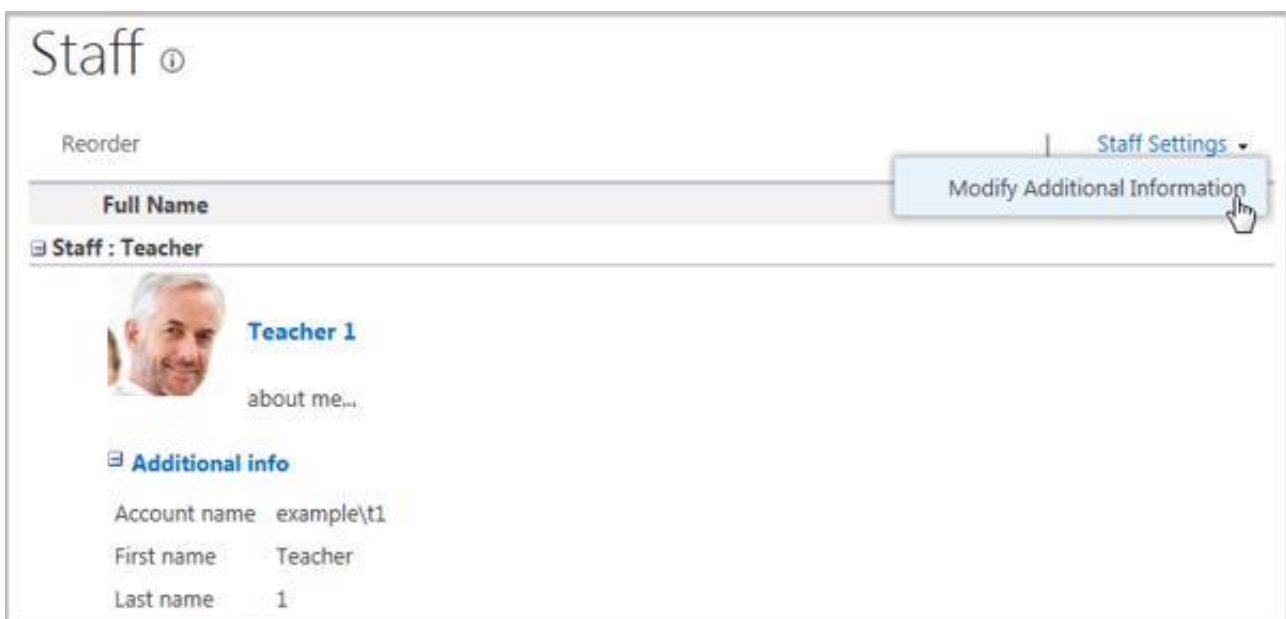 Staff
Reorder | Staff Settings
Modify Additional Information
Full Name
Staff : Teacher
Teacher 1
about me...
Additional info
Account name example\t1
First name Teacher
Last name 1